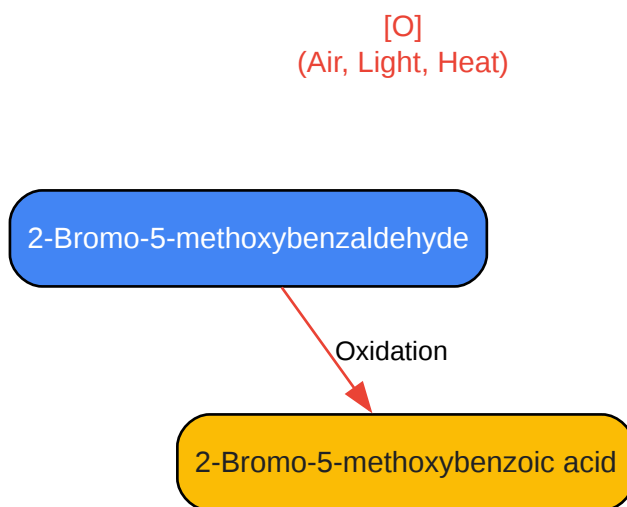 [O]
(Air, Light, Heat)
2-Bromo-5-methoxybenzaldehyde
Oxidation
2-Bromo-5-methoxybenzoic acid